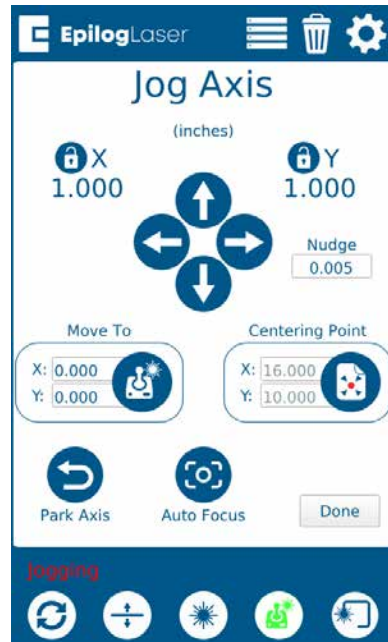 EpilogLaser
Jog Axis
(inches)
X
1.000
Y
1.000
Nudge
0.005
Move To
X: 0.000
Y: 0.000
Centering Point
X: 16.000
Y: 10.000
Park Axis
Auto Focus
Done
Jogging